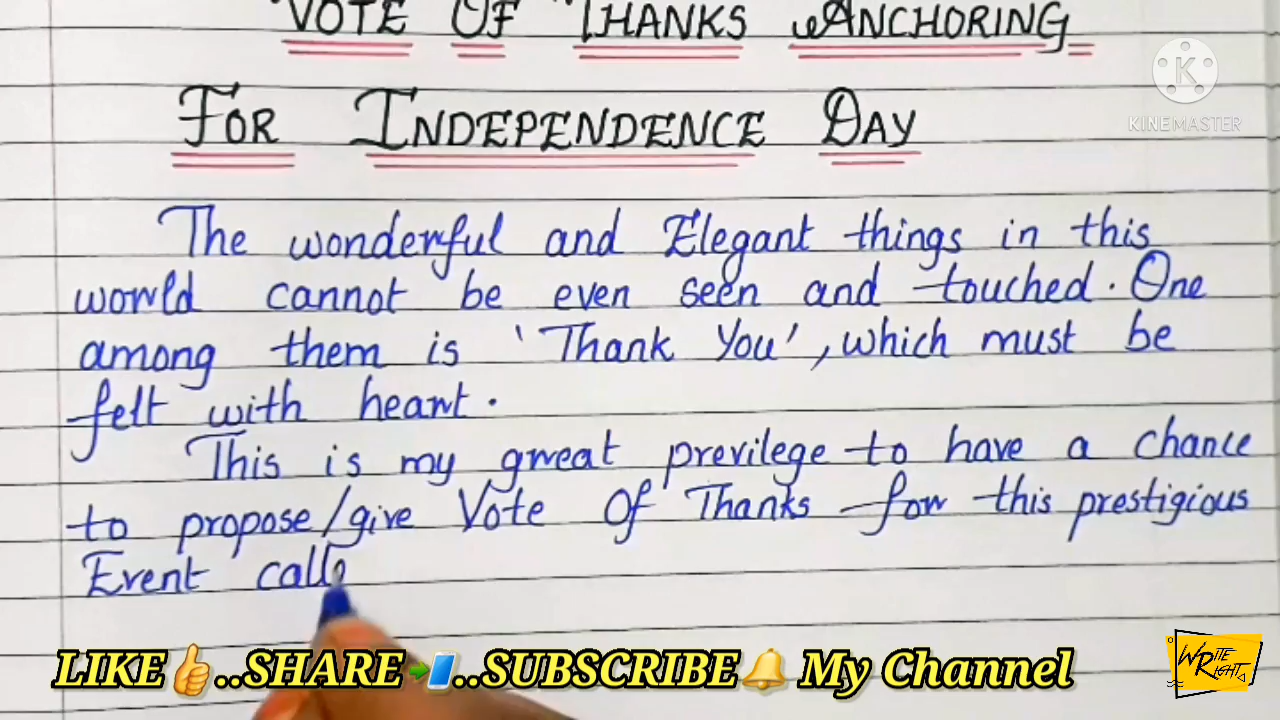 VOTE OF THANKS ANCHORING
FOR INDEPENDENCE DAY
KINEMASTER
The wonderful and Elegant things in this
world cannot be even seen and touched. One
among them is 'Thank You', which must be
felt with heart.
This is my great previlege to have a chance
to propose/give Vote Of Thanks for this prestigious
Event calle
LIKE👍..SHARE📲..SUBSCRIBE🔔 My Channel
WRITE
RIGHT